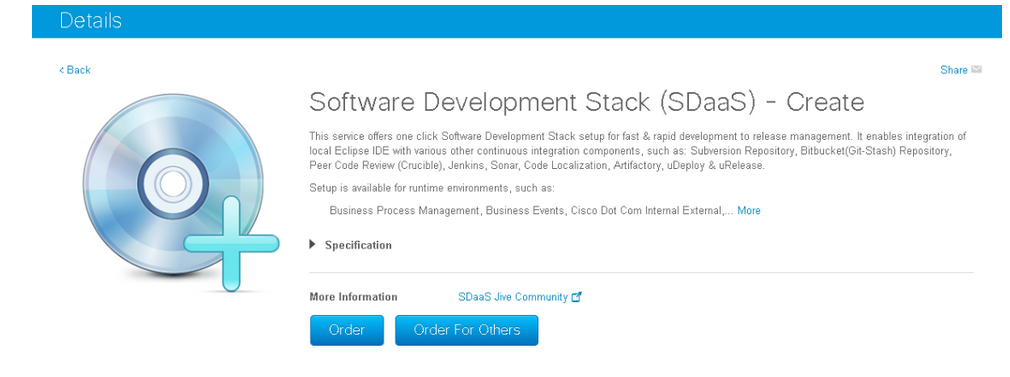 Details
< Back
Share
Software Development Stack (SDaaS) - Create
This service offers one click Software Development Stack setup for fast & rapid development to release management. It enables integration of
local Eclipse IDE with various other continuous integration components, such as: Subversion Repository, Bitbucket(Git-Stash) Repository,
Peer Code Review (Crucible), Jenkins, Sonar, Code Localization, Artifactory, uDeploy & uRelease.
Setup is available for runtime environments, such as:
Business Process Management, Business Events, Cisco Dot Com Internal External,... More
Specification
More Information SDaaS Jive Community
Order Order For Others